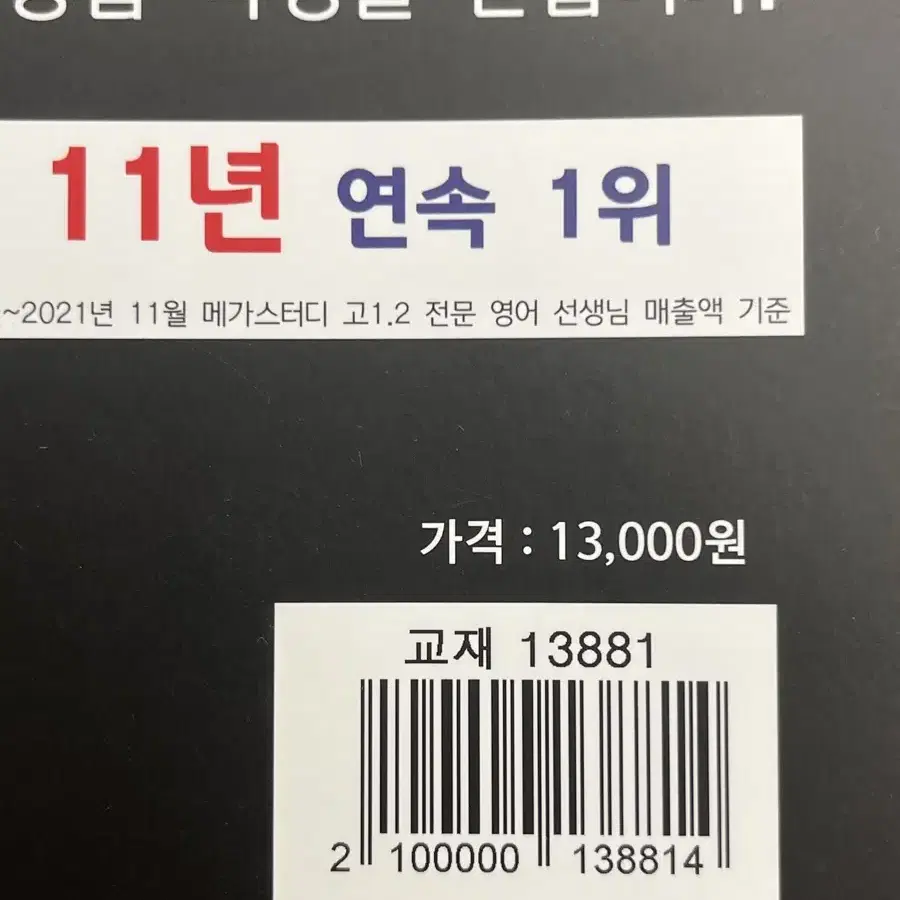 11년 연속 1위
~2021년 11월 메가스터디 고1.2 전문 영어 선생님 매출액 기준
가격 : 13,000원
교재 13881
2 100000 138814